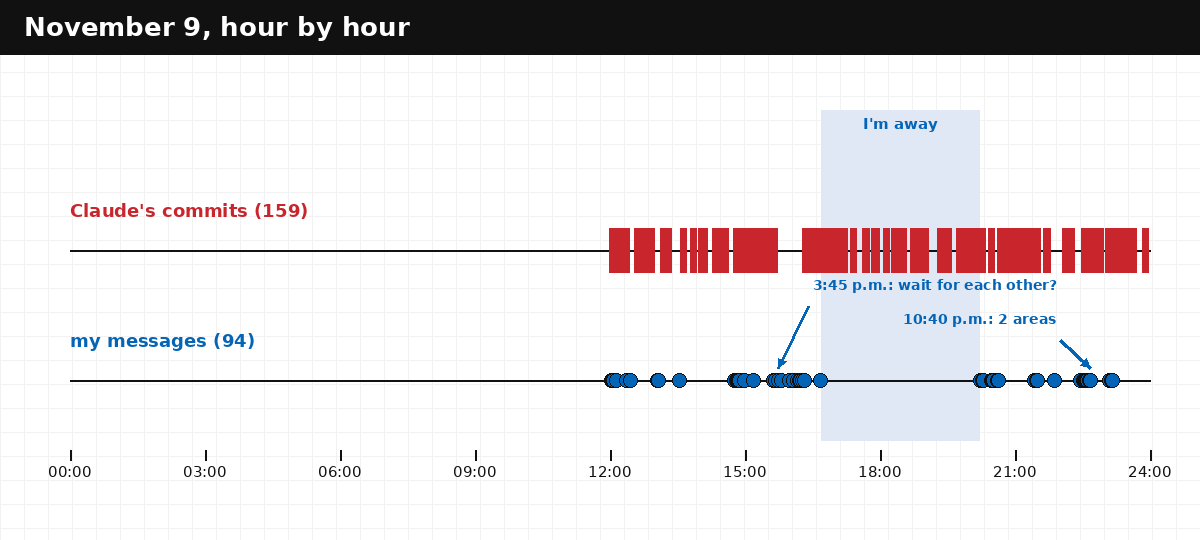 November 9, hour by hour
I'm away
Claude's commits (159)
3:45 p.m.: wait for each other?
10:40 p.m.: 2 areas
my messages (94)
00:00 03:00 06:00 09:00 12:00 15:00 18:00 21:00 24:00